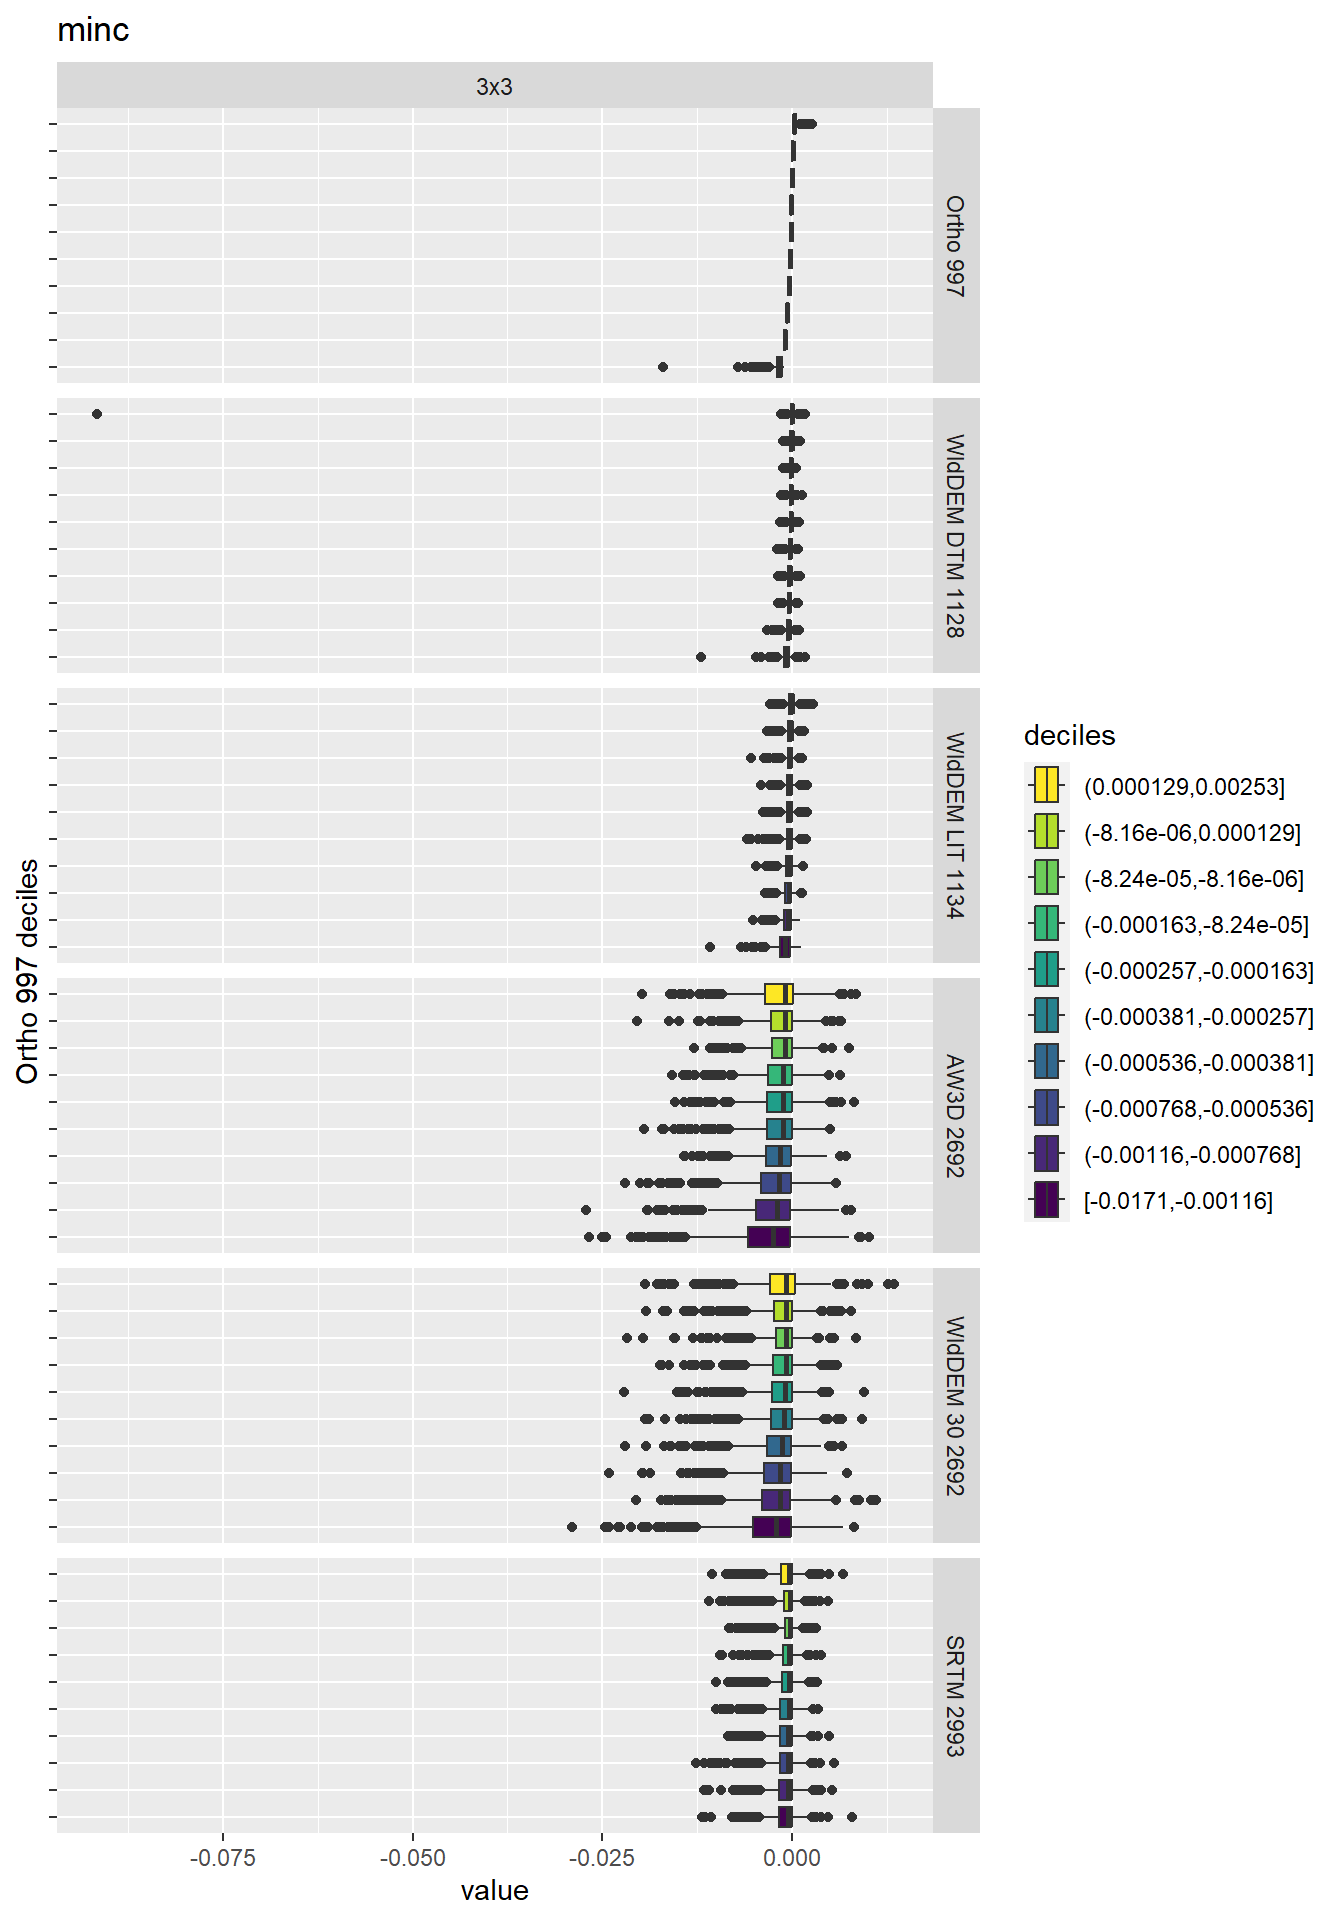 minc
3x3
Ortho 997
WldDEM DTM 1128
WldDEM LIT 1134
AW3D 2692
WldDEM 30 2692
SRTM 2993
Ortho 997 deciles
-0.075
-0.050
-0.025
0.000
value
deciles
(0.000129,0.00253]
(-8.16e-06,0.000129]
(-8.24e-05,-8.16e-06]
(-0.000163,-8.24e-05]
(-0.000257,-0.000163]
(-0.000381,-0.000257]
(-0.000536,-0.000381]
(-0.000768,-0.000536]
(-0.00116,-0.000768]
[-0.0171,-0.00116]